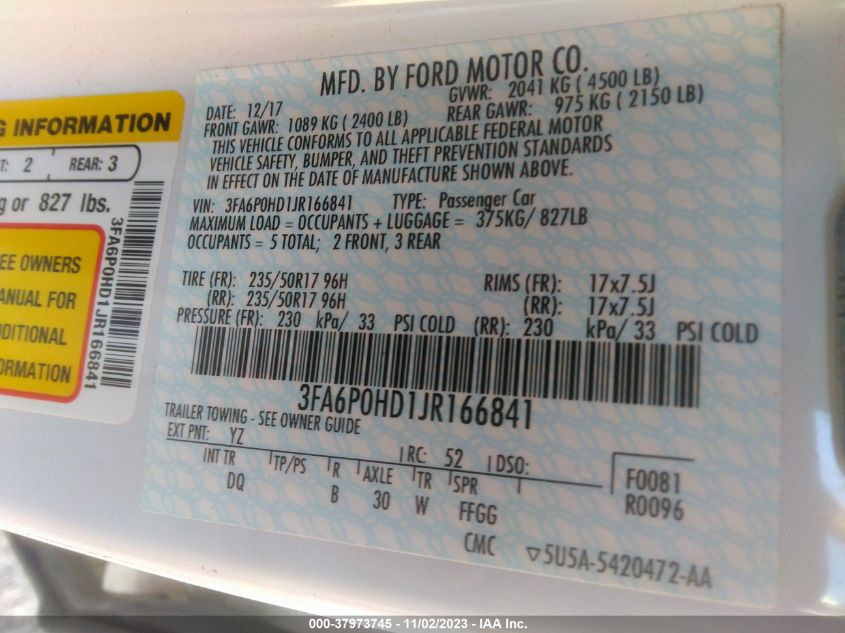 MFD. BY FORD MOTOR CO.
DATE: 12/17 GVWR: 2041 KG ( 4500 LB)
FRONT GAWR: 1089 KG ( 2400 LB) REAR GAWR: 975 KG ( 2150 LB)
THIS VEHICLE CONFORMS TO ALL APPLICABLE FEDERAL MOTOR
VEHICLE SAFETY, BUMPER, AND THEFT PREVENTION STANDARDS
IN EFFECT ON THE DATE OF MANUFACTURE SHOWN ABOVE.
VIN: 3FA6P0HD1JR166841 TYPE: Passenger Car
MAXIMUM LOAD = OCCUPANTS + LUGGAGE = 375KG/ 827LB
OCCUPANTS = 5 TOTAL; 2 FRONT, 3 REAR
TIRE (FR): 235/50R17 96H RIMS (FR): 17x7.5J
(RR): 235/50R17 96H (RR): 17x7.5J
PRESSURE (FR): 230 kPa/ 33 PSI COLD (RR): 230 kPa/ 33 PSI COLD
3FA6P0HD1JR166841
TRAILER TOWING - SEE OWNER GUIDE
EXT PNT: YZ RC: 52 DSO:
INT TR TP/PS R AXLE TR SPR
DQ B 30 W FFGG
F0081
R0096
CMC ▽5U5A-5420472-AA
G INFORMATION
T: 2 REAR: 3
g or 827 lbs.
EE OWNERS
ANUAL FOR
DDITIONAL
FORMATION
3FA6P0HD1JR166841
000-37973745 - 11/02/2023 - IAA Inc.